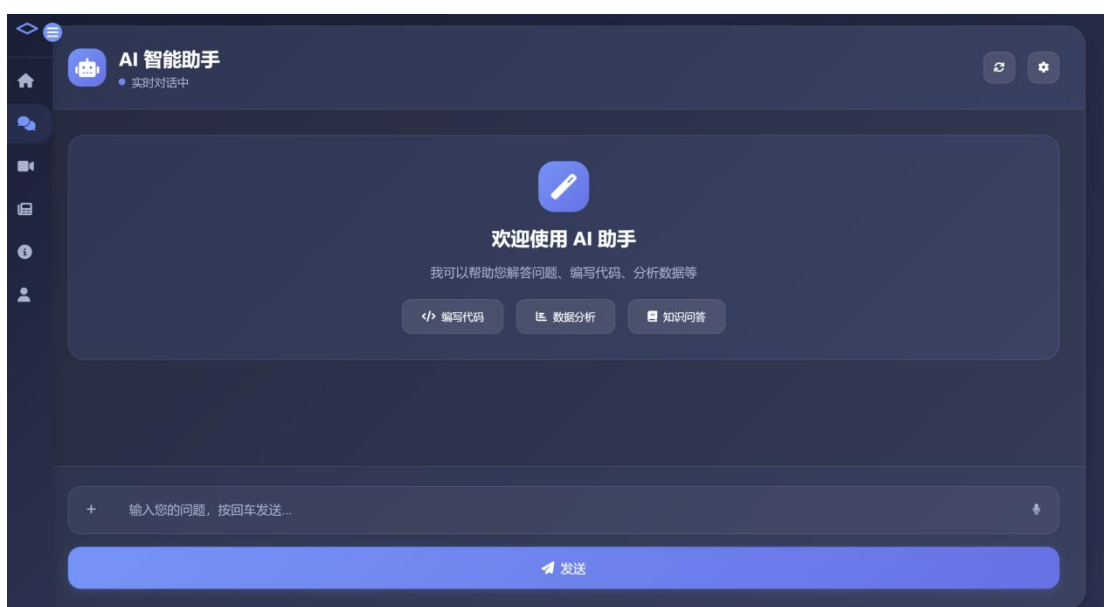 AI 智能助手
实时对话中
欢迎使用 AI 助手
我可以帮助您解答问题、编写代码、分析数据等
</> 编写代码
数据分析
知识问答
+ 输入您的问题，按回车发送...
发送